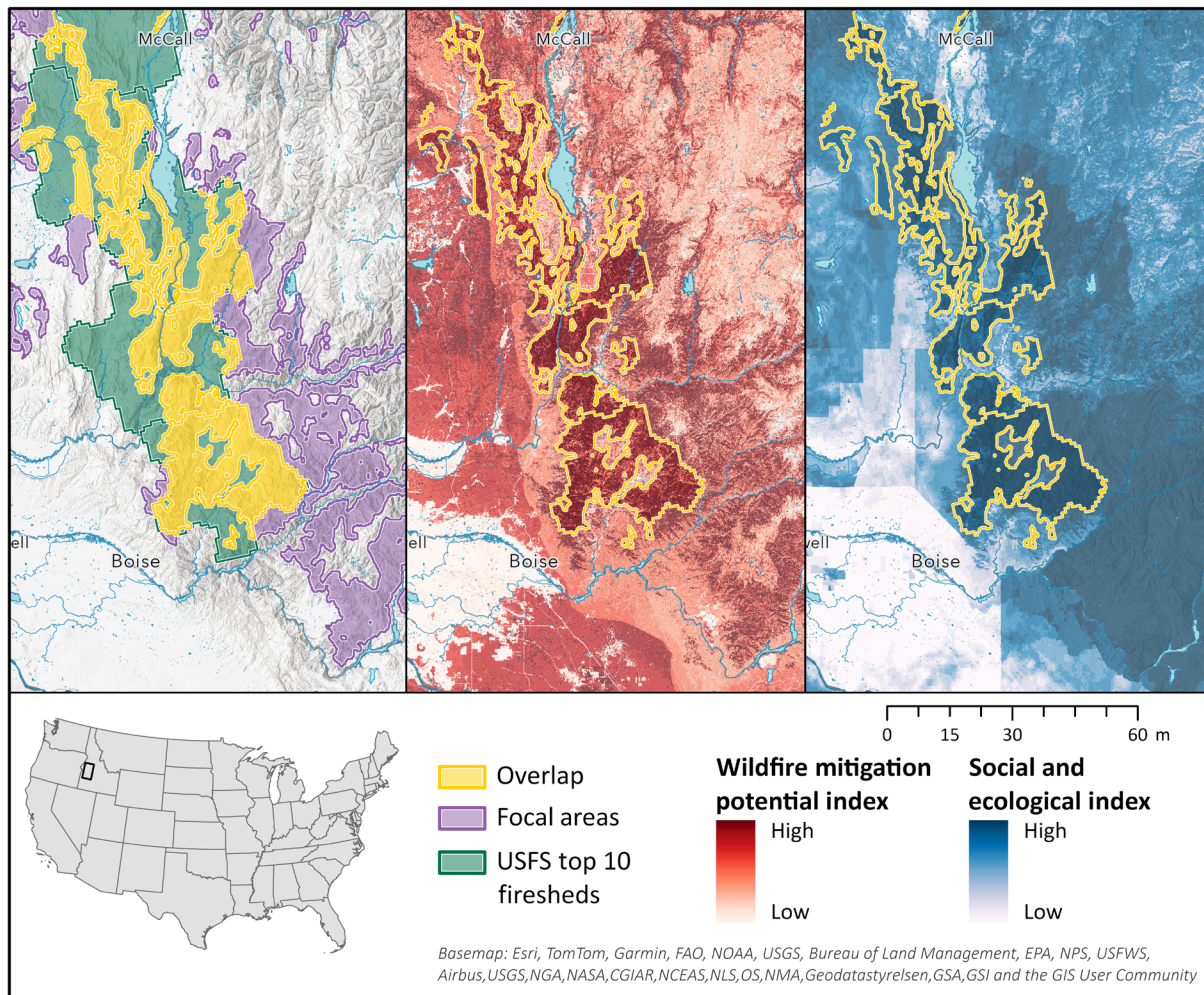 McCall
McCall
McCall
ell
Boise
Boise
well
Boise
0 15 30 60 m
Overlap
Focal areas
USFS top 10
firesheds
Wildfire mitigation
potential index
High
Low
Social and
ecological index
High
Low
Basemap: Esri, TomTom, Garmin, FAO, NOAA, USGS, Bureau of Land Management, EPA, NPS, USFWS,
Airbus,USGS,NGA,NASA,CGIAR,NCEAS,NLS,OS,NMA,Geodatastyrelsen,GSA,GSI and the GIS User Community